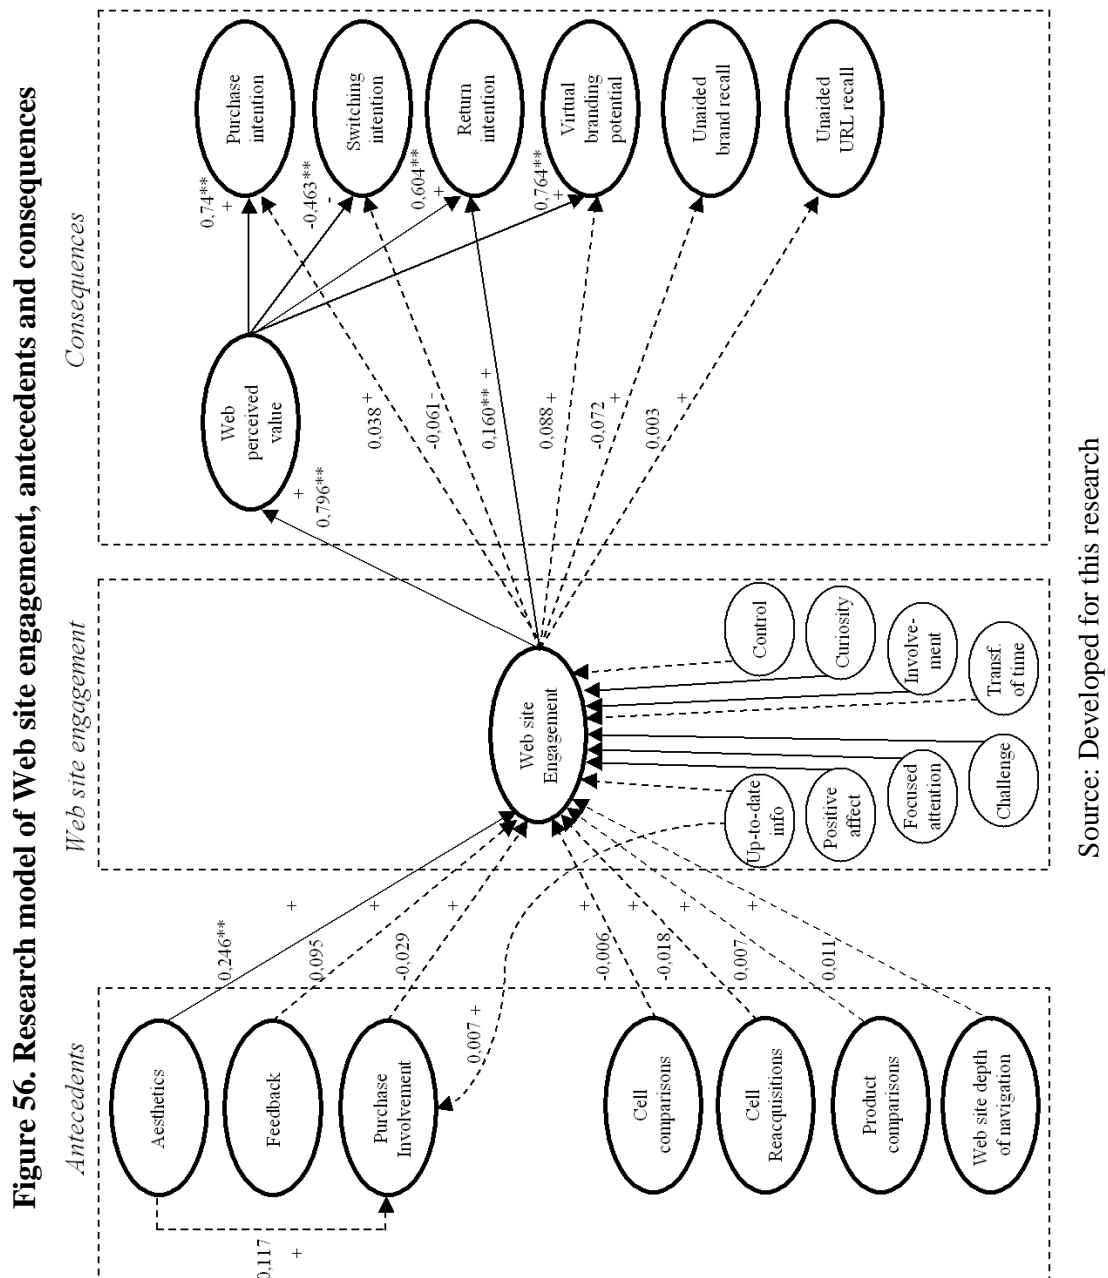 Figure 56. Research model of Web site engagement, antecedents and consequences
Antecedents
Web site engagement
Consequences
Aesthetics
Feedback
Purchase
Involvement
Cell
comparisons
Cell
Reacquisitions
Product
comparisons
Web site depth
of navigation
0,117
+
0,246**
+
0,095
+
-0,029
+
0,007 +
-0,006
+
-0,018
+
0,007
+
0,011
+
Web site
Engagement
Up-to-date
info
Positive
affect
Focused
attention
Challenge
Control
Curiosity
Involve-
ment
Transf.
of time
+
0,796**
Web
perceived
value
0,038 +
-0,061 -
0,160** +
0,088 +
-0,072 +
0,003 +
0,74**
+
-0,463**
-
0,604**
+
0,764**
+
Purchase
intention
Switching
intention
Return
intention
Virtual
branding
potential
Unaided
brand recall
Unaided
URL recall
Source: Developed for this research